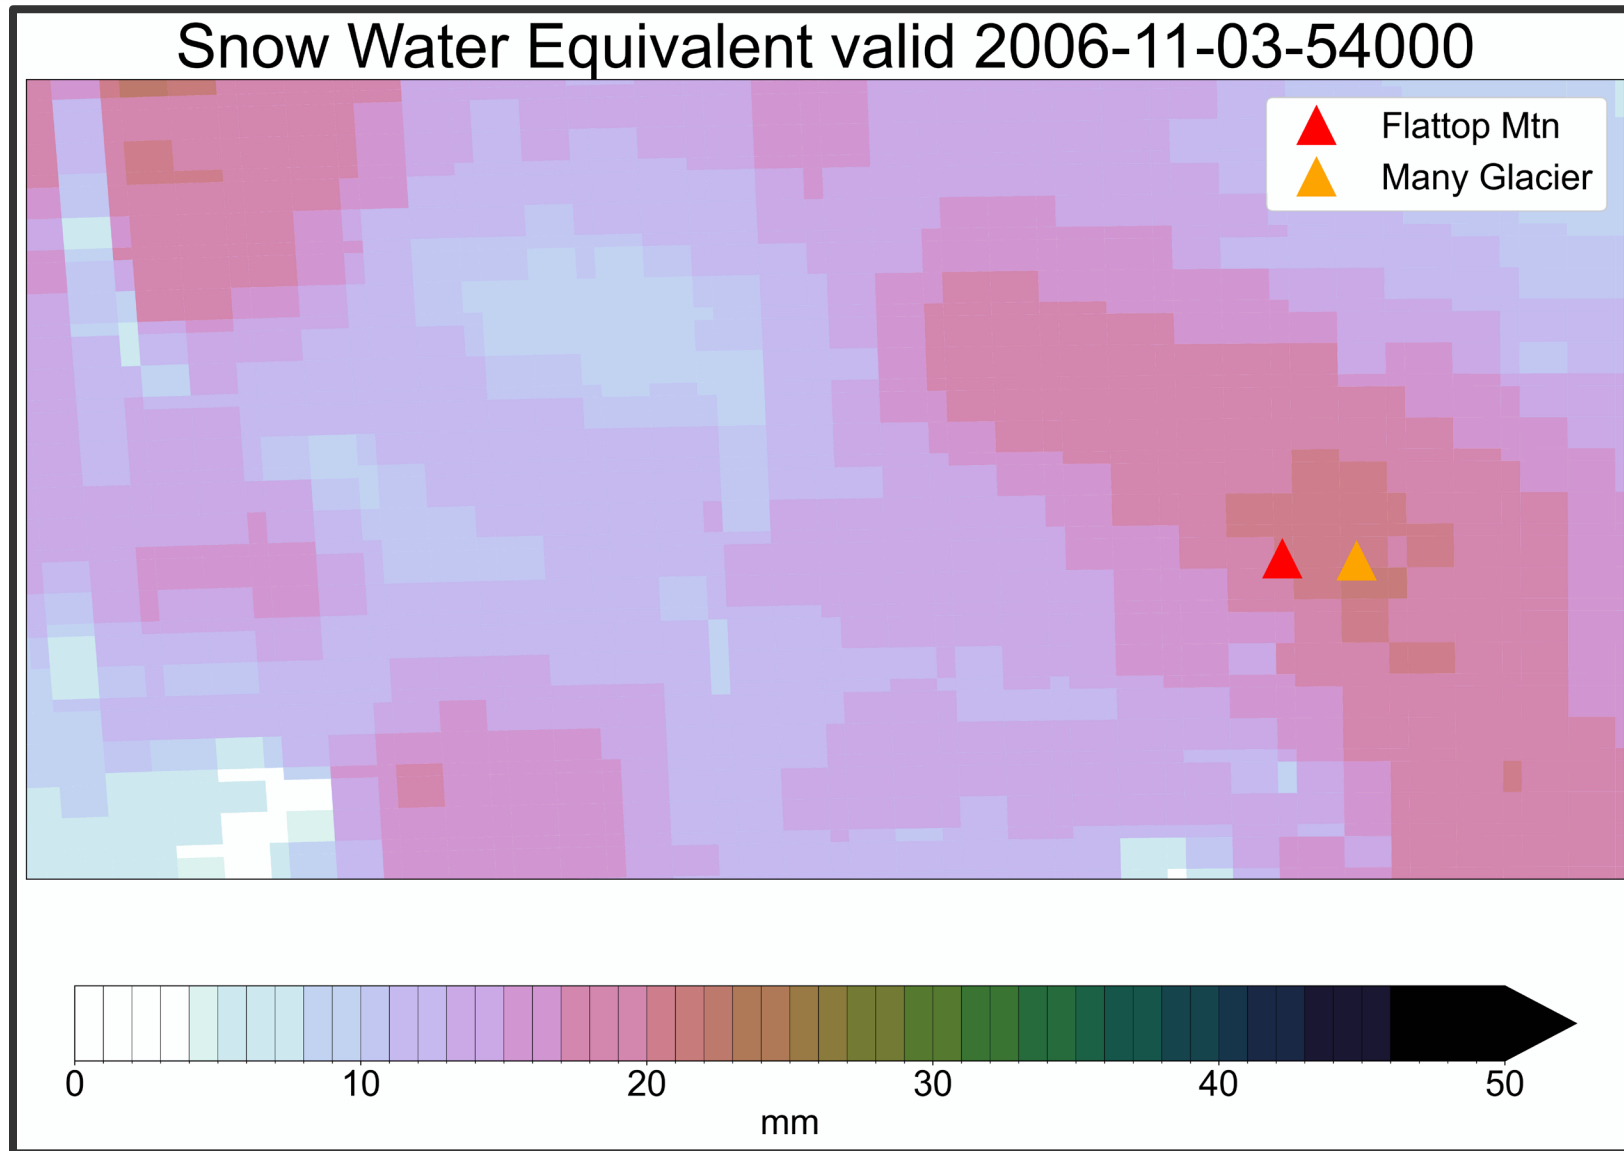 Snow Water Equivalent valid 2006-11-03-54000
Flattop Mtn
Many Glacier
0 10 20 30 40 50
mm